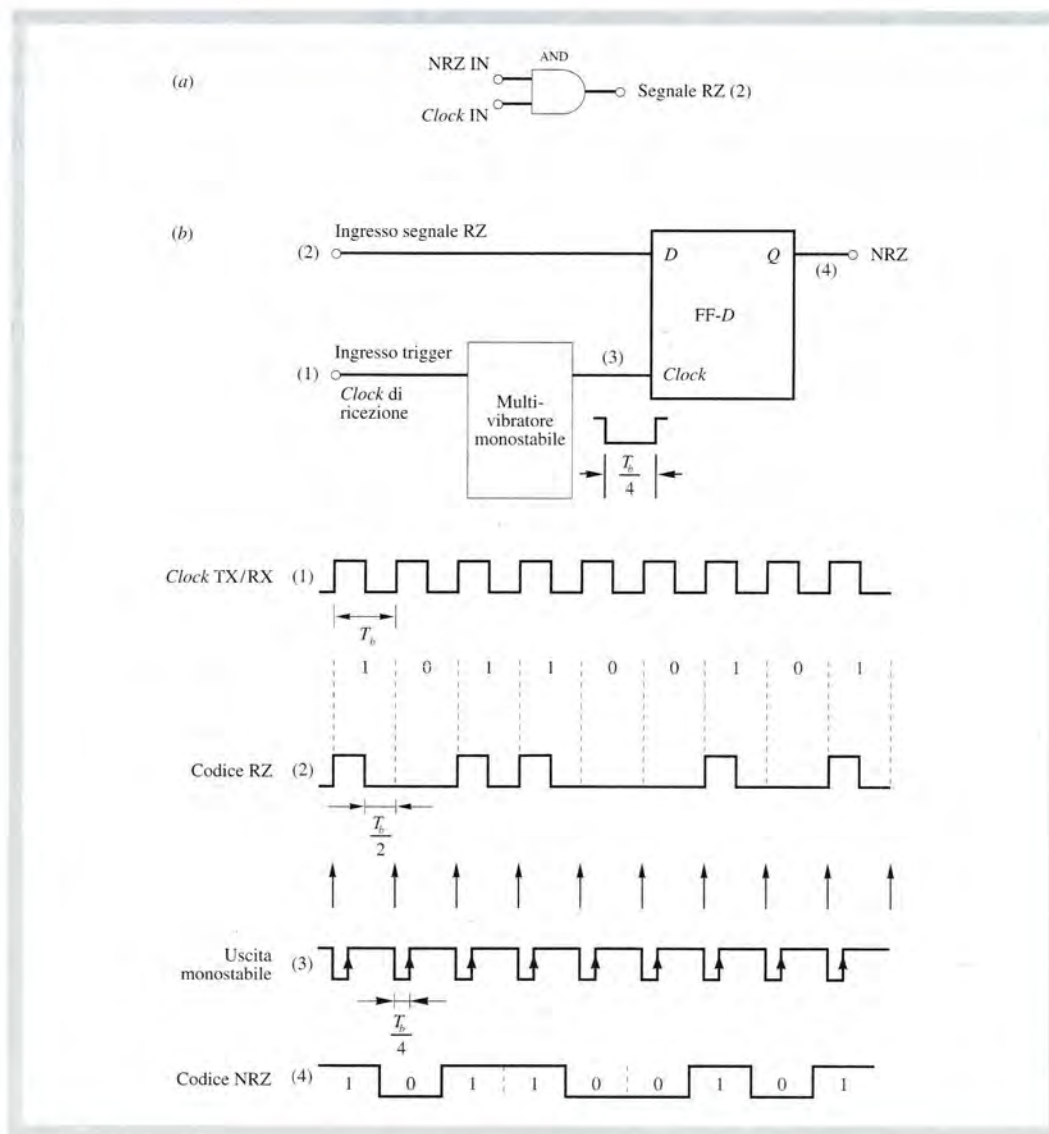 (a)
AND
NRZ IN
Clock IN
Segnale RZ (2)
(b)
Ingresso segnale RZ
(2)
D
Q
(4)
NRZ
FF-D
Ingresso trigger
(1)
(3)
Clock
Clock di
ricezione
Multi-
vibratore
monostabile
T_b
4
Clock TX/RX (1)
T_b
1 0 1 1 0 0 1 0 1
Codice RZ (2)
T_b
2
Uscita
monostabile (3)
T_b
4
Codice NRZ (4)
1 0 1 1 0 0 1 0 1